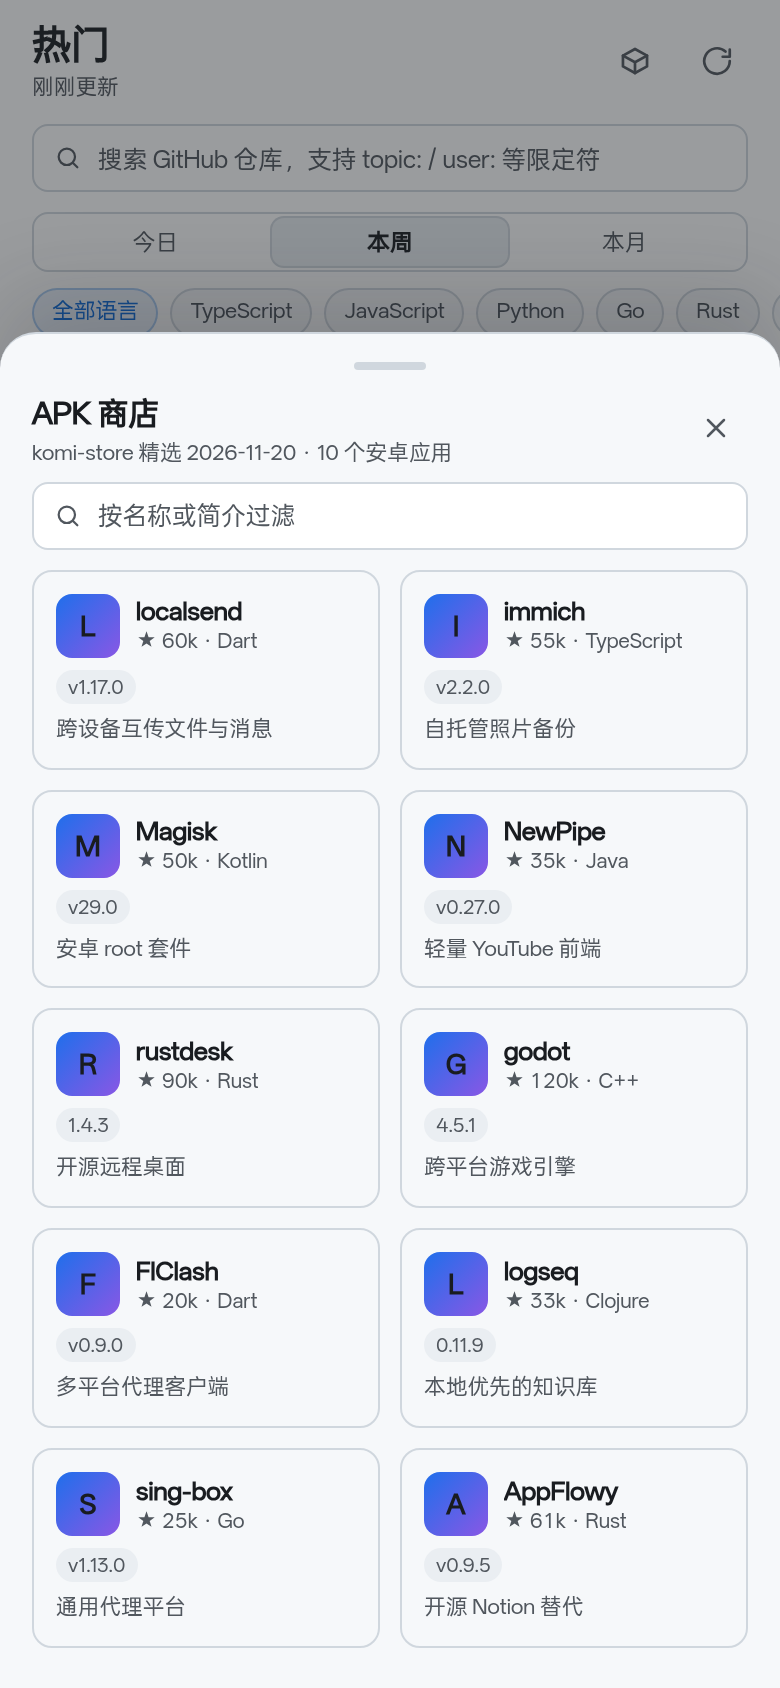 热门
刚刚更新
搜索 GitHub 仓库，支持 topic: / user: 等限定符
今日 本周 本月
全部语言 TypeScript JavaScript Python Go Rust
APK 商店
komi-store 精选 2026-11-20 · 10 个安卓应用
按名称或简介过滤
L localsend
★ 60k · Dart
v1.17.0
跨设备互传文件与消息
I immich
★ 55k · TypeScript
v2.2.0
自托管照片备份
M Magisk
★ 50k · Kotlin
v29.0
安卓 root 套件
N NewPipe
★ 35k · Java
v0.27.0
轻量 YouTube 前端
R rustdesk
★ 90k · Rust
1.4.3
开源远程桌面
G godot
★ 120k · C++
4.5.1
跨平台游戏引擎
F FlClash
★ 20k · Dart
v0.9.0
多平台代理客户端
L logseq
★ 33k · Clojure
0.11.9
本地优先的知识库
S sing-box
★ 25k · Go
v1.13.0
通用代理平台
A AppFlowy
★ 61k · Rust
v0.9.5
开源 Notion 替代